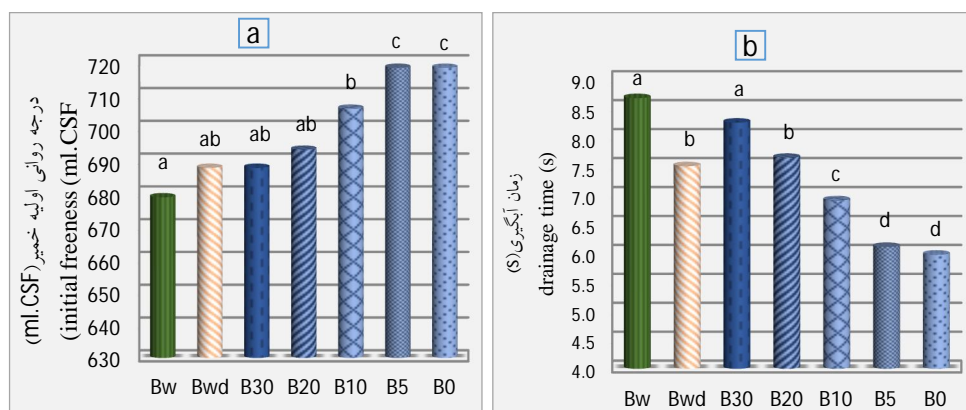 a
درجه روانی اولیه خمیر(ml.CSF)
(initial freeness (ml.CSF
720
710
700
690
680
670
660
650
640
630
a
ab
ab
ab
b
c
c
Bw Bwd B30 B20 B10 B5 B0
b
زمان آبگیری(s)
drainage time (s)
9.0
8.5
8.0
7.5
7.0
6.5
6.0
5.5
5.0
4.5
4.0
a
b
a
b
c
d
d
Bw Bwd B30 B20 B10 B5 B0